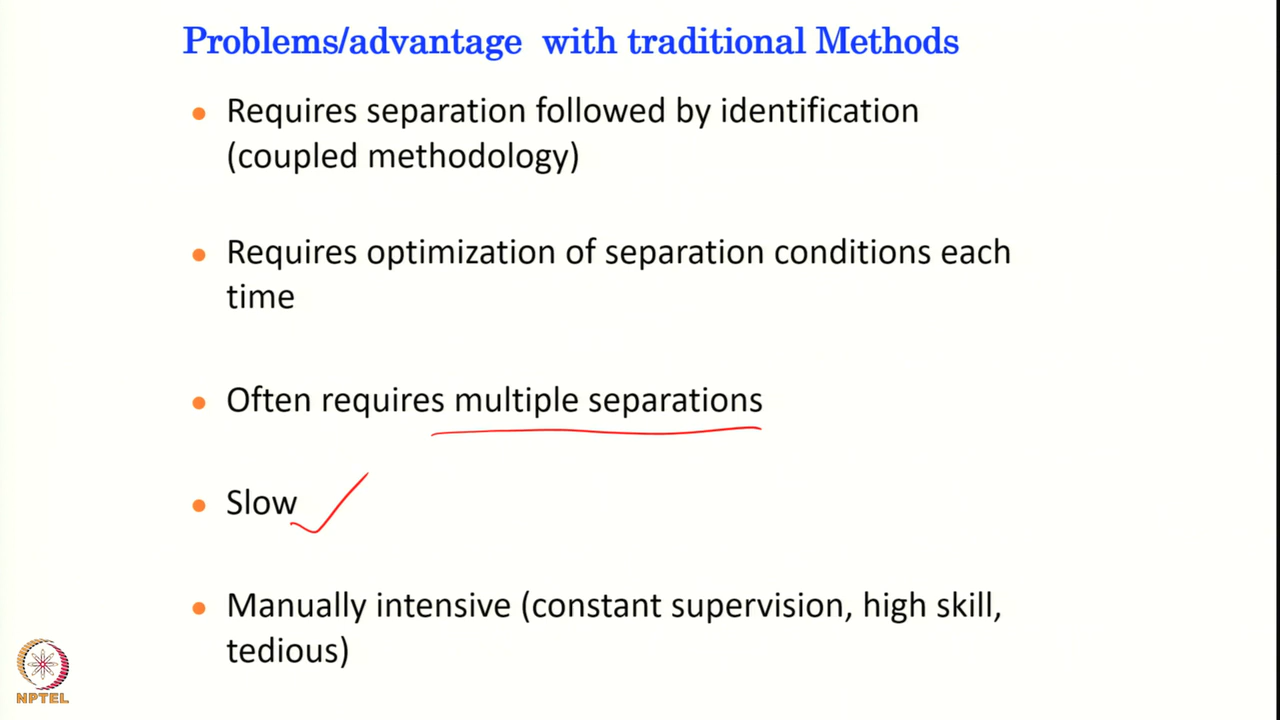 Problems/advantage with traditional Methods
• Requires separation followed by identification
(coupled methodology)
• Requires optimization of separation conditions each
time
• Often requires multiple separations
• Slow
• Manually intensive (constant supervision, high skill,
tedious)
NPTEL